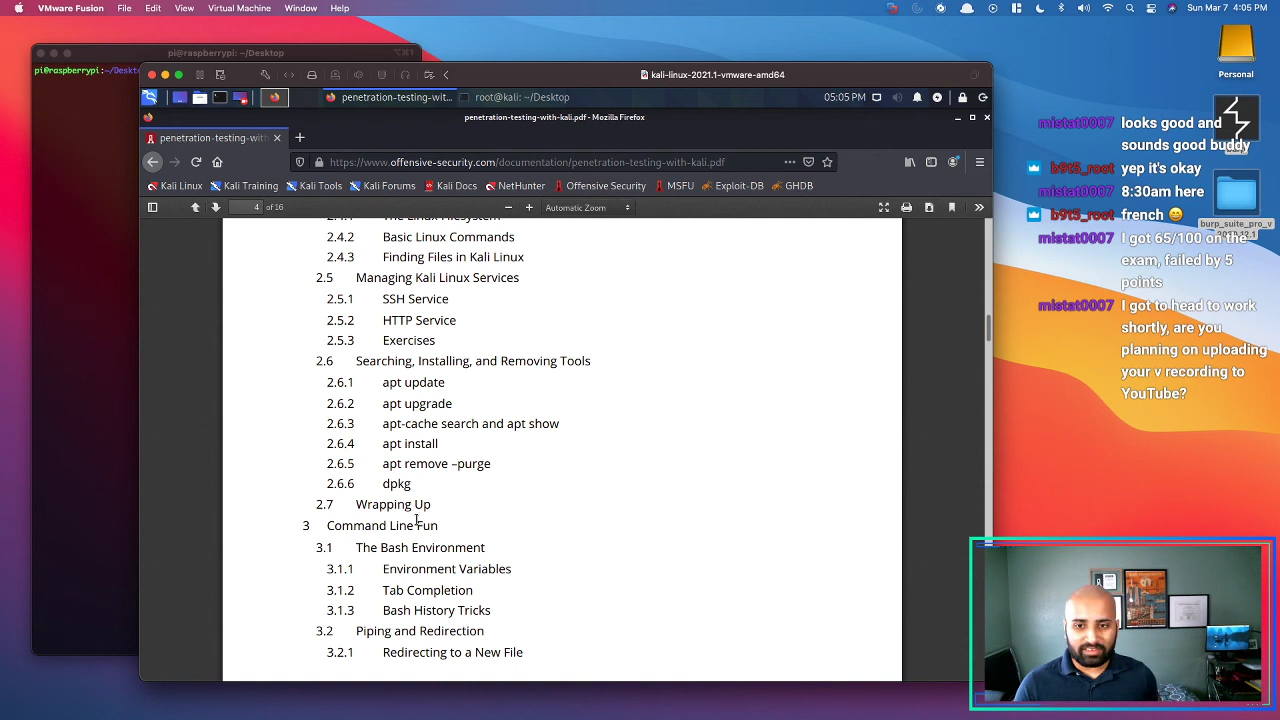 VMware Fusion File Edit View Virtual Machine Window Help Sun Mar 7 4:05 PM
pi@raspberrypi: ~/Desktop ⌥⌘1
pi@raspberrypi:~/Deskto
kali-linux-2021.1-vmware-amd64
penetration-testing-wit... root@kali: ~/Desktop 05:05 PM
penetration-testing-with-kali.pdf - Mozilla Firefox
penetration-testing-with
https://www.offensive-security.com/documentation/penetration-testing-with-kali.pdf
Kali Linux Kali Training Kali Tools Kali Forums Kali Docs NetHunter Offensive Security MSFU Exploit-DB GHDB
4 of 16 Automatic Zoom
2.4.1 The Linux Filesystem
2.4.2 Basic Linux Commands
2.4.3 Finding Files in Kali Linux
2.5 Managing Kali Linux Services
2.5.1 SSH Service
2.5.2 HTTP Service
2.5.3 Exercises
2.6 Searching, Installing, and Removing Tools
2.6.1 apt update
2.6.2 apt upgrade
2.6.3 apt-cache search and apt show
2.6.4 apt install
2.6.5 apt remove –purge
2.6.6 dpkg
2.7 Wrapping Up
3 Command Line Fun
3.1 The Bash Environment
3.1.1 Environment Variables
3.1.2 Tab Completion
3.1.3 Bash History Tricks
3.2 Piping and Redirection
3.2.1 Redirecting to a New File
Personal
burp_suite_pro_v
mistat0007 looks good and
sounds good buddy
b9t5_root yep it's okay
mistat0007 8:30am here
b9t5_root french 😄
mistat0007 I got 65/100 on the
exam, failed by 5
points
mistat0007 I got to head to work
shortly, are you
planning on uploading
your v recording to
YouTube?